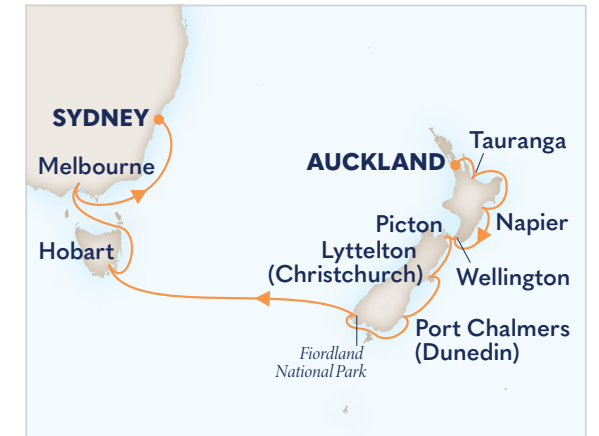 SYDNEY
Melbourne
Hobart
AUCKLAND
Tauranga
Napier
Picton
Wellington
Lyttelton
(Christchurch)
Port Chalmers
(Dunedin)
Fiordland
National Park